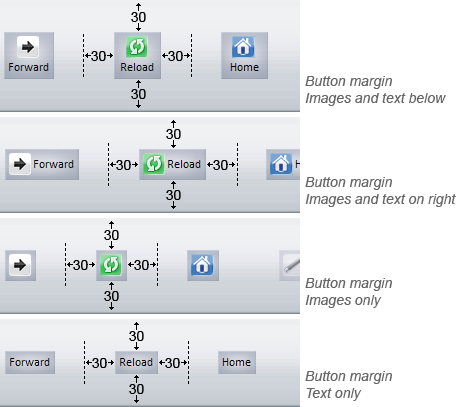 30
30 30
Forward Reload Home
30
Button margin
Images and text below
30
Forward 30 Reload 30
30
Button margin
Images and text on right
30
30 30
30
Button margin
Images only
30
Forward 30 Reload 30 Home
30
Button margin
Text only